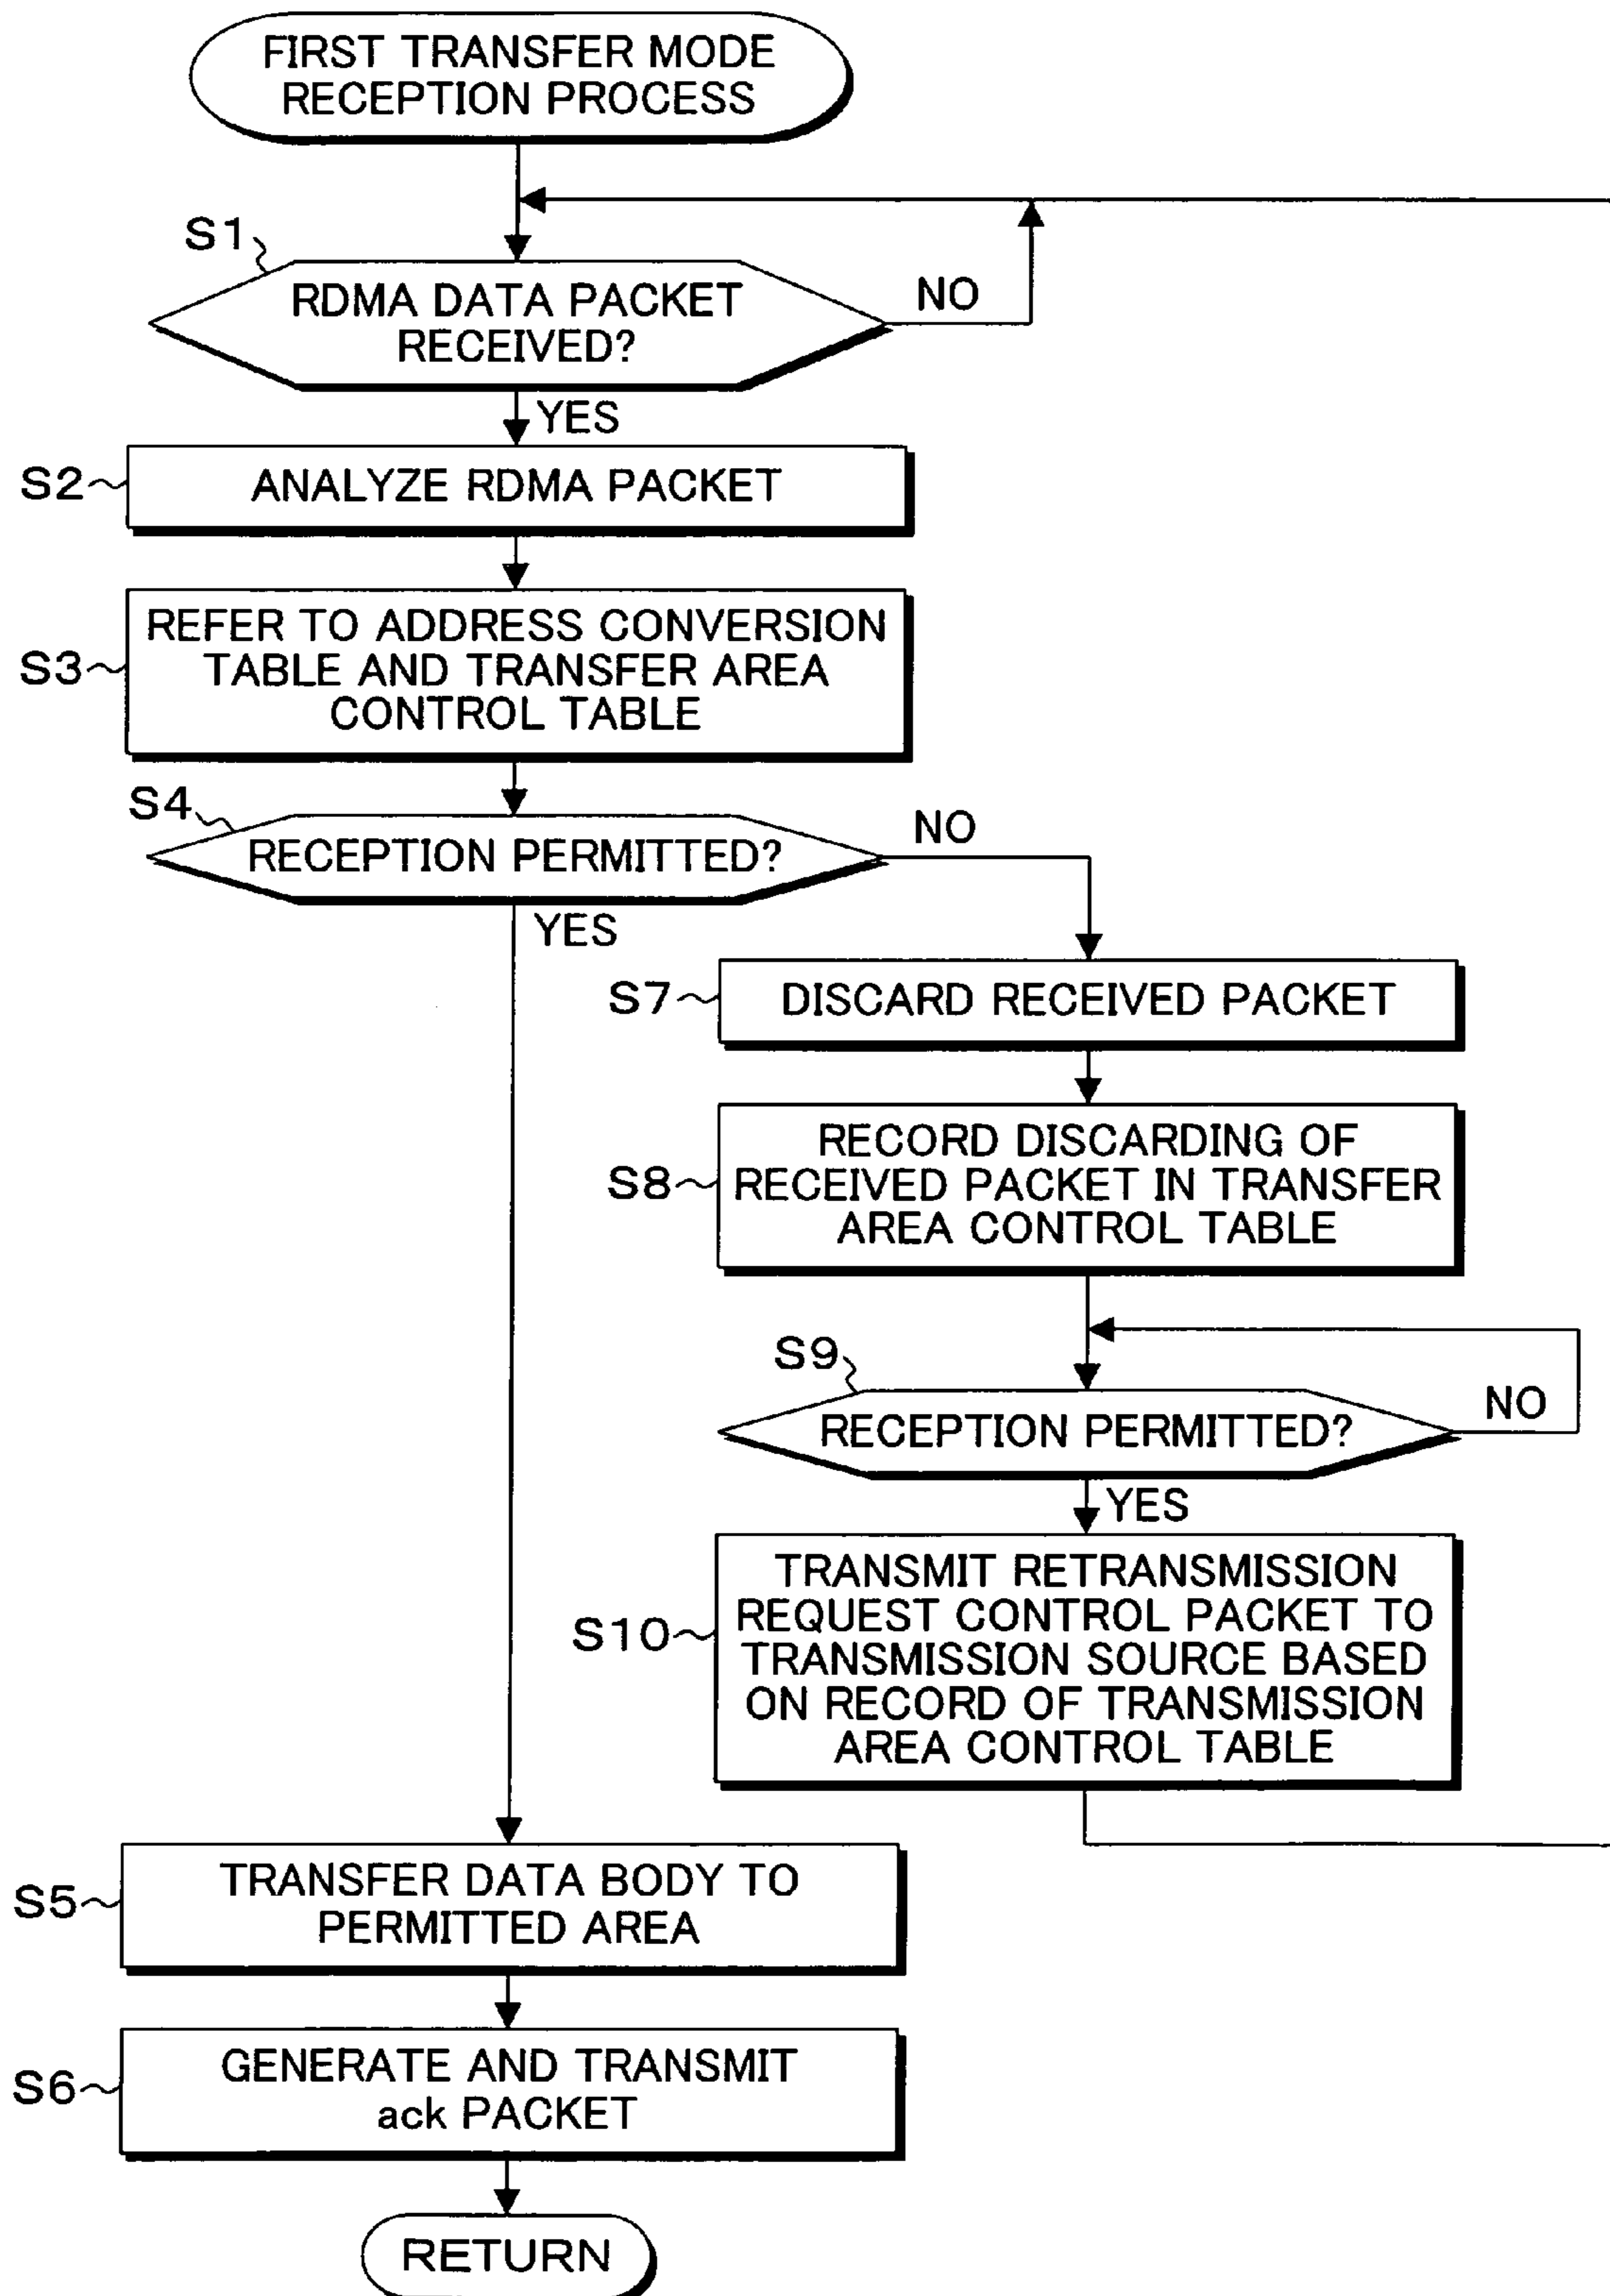 FIRST TRANSFER MODE
RECEPTION PROCESS
S1
RDMA DATA PACKET
RECEIVED?
NO
YES
S2
ANALYZE RDMA PACKET
S3
REFER TO ADDRESS CONVERSION
TABLE AND TRANSFER AREA
CONTROL TABLE
S4
RECEPTION PERMITTED?
NO
YES
S7
DISCARD RECEIVED PACKET
S8
RECORD DISCARDING OF
RECEIVED PACKET IN TRANSFER
AREA CONTROL TABLE
S9
RECEPTION PERMITTED?
NO
YES
S10
TRANSMIT RETRANSMISSION
REQUEST CONTROL PACKET TO
TRANSMISSION SOURCE BASED
ON RECORD OF TRANSMISSION
AREA CONTROL TABLE
S5
TRANSFER DATA BODY TO
PERMITTED AREA
S6
GENERATE AND TRANSMIT
ack PACKET
RETURN